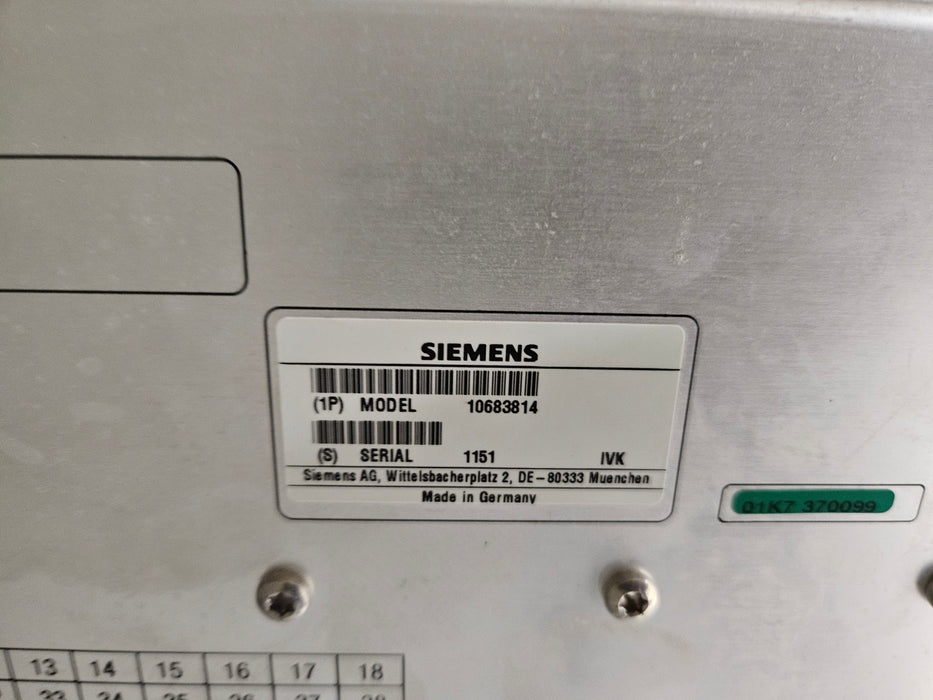 SIEMENS
(1P) MODEL 10683814
(S) SERIAL 1151 IVK
Siemens AG, Wittelsbacherplatz 2, DE-80333 Muenchen
Made in Germany
01K7 370099
13 14 15 16 17 18